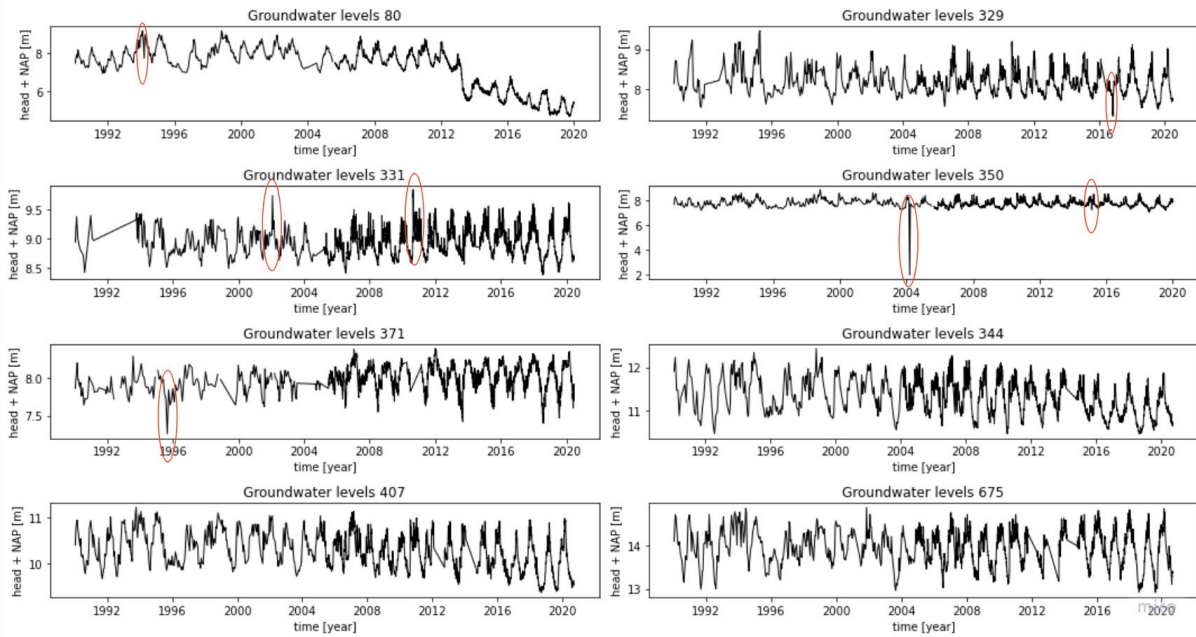 Groundwater levels 80
head + NAP [m]
8
6
1992 1996 2000 2004 2008 2012 2016 2020
time [year]
Groundwater levels 329
head + NAP [m]
9
8
1992 1996 2000 2004 2008 2012 2016 2020
time [year]
Groundwater levels 331
head + NAP [m]
9.5
9.0
8.5
1992 1996 2002 2004 2008 2012 2016 2020
time [year]
Groundwater levels 350
head + NAP [m]
8
6
4
2
1992 1996 2000 2004 2008 2012 2016 2020
time [year]
Groundwater levels 371
head + NAP [m]
8.0
7.5
1992 1996 2000 2004 2008 2012 2016 2020
time [year]
Groundwater levels 344
head + NAP [m]
12
11
1992 1996 2000 2004 2008 2012 2016 2020
time [year]
Groundwater levels 407
head + NAP [m]
11
10
1992 1996 2000 2004 2008 2012 2016 2020
time [year]
Groundwater levels 675
head + NAP [m]
14
13
1992 1996 2000 2004 2008 2012 2016 2020
time [year]
miro